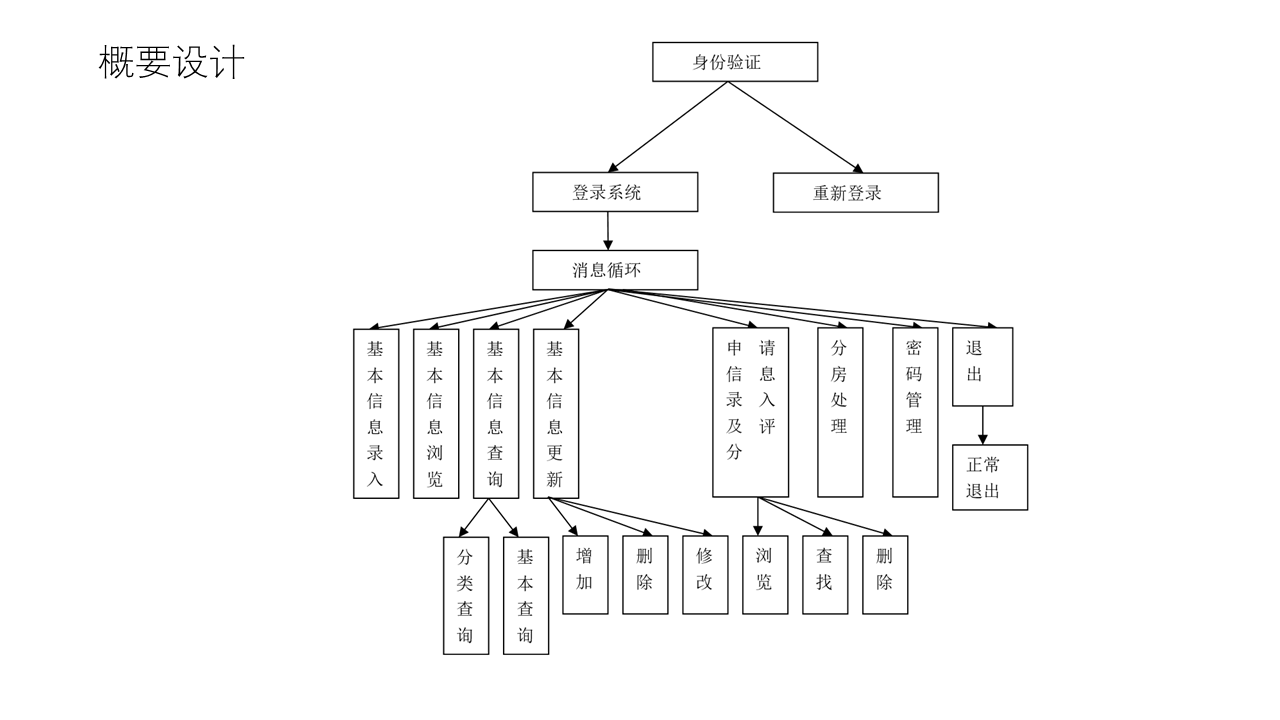 概要设计
身份验证
登录系统
重新登录
消息循环
基本信息录入
基本信息浏览
基本信息查询
基本信息更新
申请
信息
录入
及评
分
分房处理
密码管理
退出
正常
退出
分类查询
基本查询
增加
删除
修改
浏览
查找
删除